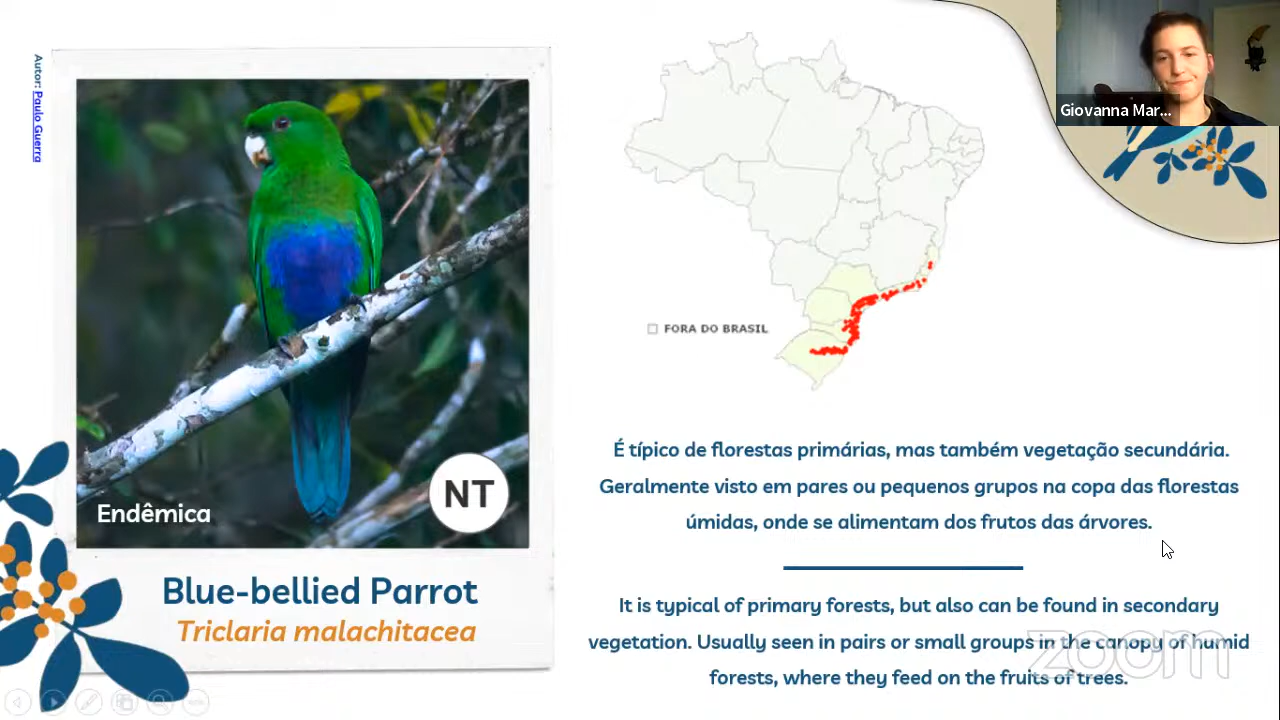 Autor: Paulo Guerra
Endêmica
NT
Blue-bellied Parrot
Triclaria malachitacea
FORA DO BRASIL
Giovanna Mar...
É típico de florestas primárias, mas também vegetação secundária.
Geralmente visto em pares ou pequenos grupos na copa das florestas
úmidas, onde se alimentam dos frutos das árvores.
It is typical of primary forests, but also can be found in secondary
vegetation. Usually seen in pairs or small groups in the canopy of humid
forests, where they feed on the fruits of trees.
zoom